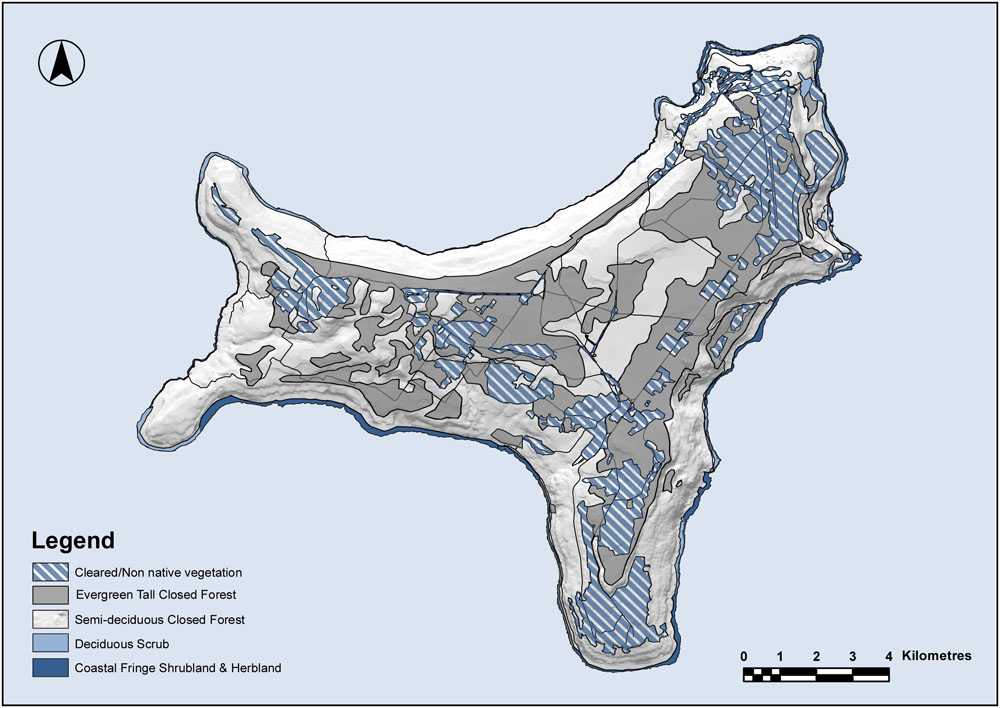 Legend
Cleared/Non native vegetation
Evergreen Tall Closed Forest
Semi-deciduous Closed Forest
Deciduous Scrub
Coastal Fringe Shrubland & Herbland
0 1 2 3 4 Kilometres